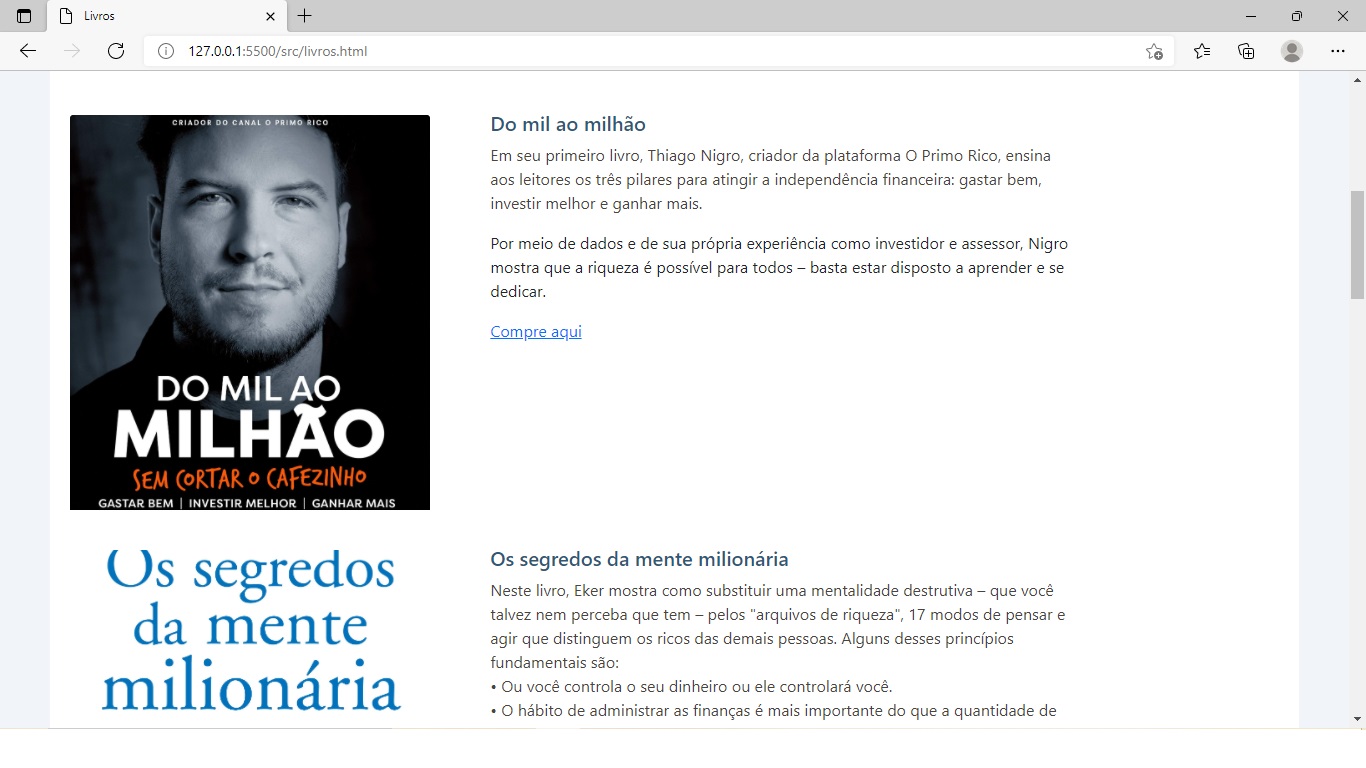 Livros
127.0.0.1:5500/src/livros.html
CRIADOR DO CANAL O PRIMO RICO
DO MIL AO
MILHÃO
SEM CORTAR O CAFEZINHO
GASTAR BEM | INVESTIR MELHOR | GANHAR MAIS
Do mil ao milhão
Em seu primeiro livro, Thiago Nigro, criador da plataforma O Primo Rico, ensina
aos leitores os três pilares para atingir a independência financeira: gastar bem,
investir melhor e ganhar mais.
Por meio de dados e de sua própria experiência como investidor e assessor, Nigro
mostra que a riqueza é possível para todos – basta estar disposto a aprender e se
dedicar.
Compre aqui
Os segredos
da mente
milionária
Os segredos da mente milionária
Neste livro, Eker mostra como substituir uma mentalidade destrutiva – que você
talvez nem perceba que tem – pelos "arquivos de riqueza", 17 modos de pensar e
agir que distinguem os ricos das demais pessoas. Alguns desses princípios
fundamentais são:
• Ou você controla o seu dinheiro ou ele controlará você.
• O hábito de administrar as finanças é mais importante do que a quantidade de